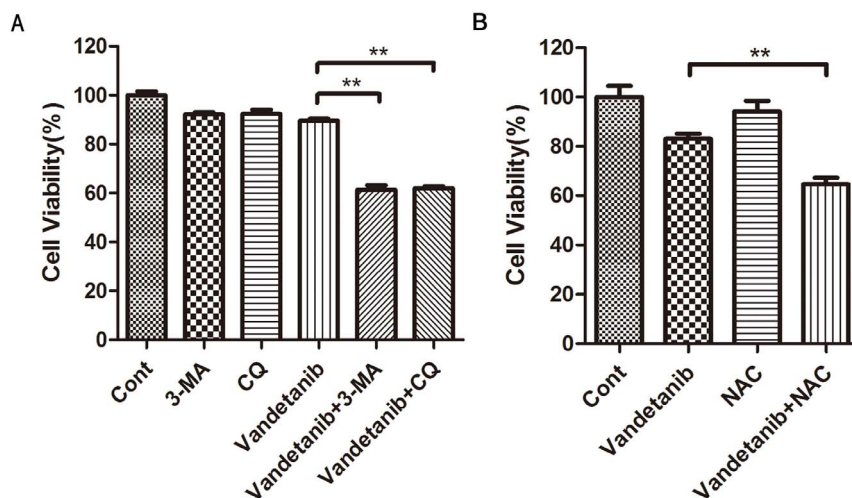 A
Cell Viability(%)
120
100
80
60
40
20
0
**
**
Cont
3-MA
CQ
Vandetanib
Vandetanib+3-MA
Vandetanib+CQ
B
Cell Viability(%)
120
100
80
60
40
20
0
**
Cont
Vandetanib
NAC
Vandetanib+NAC